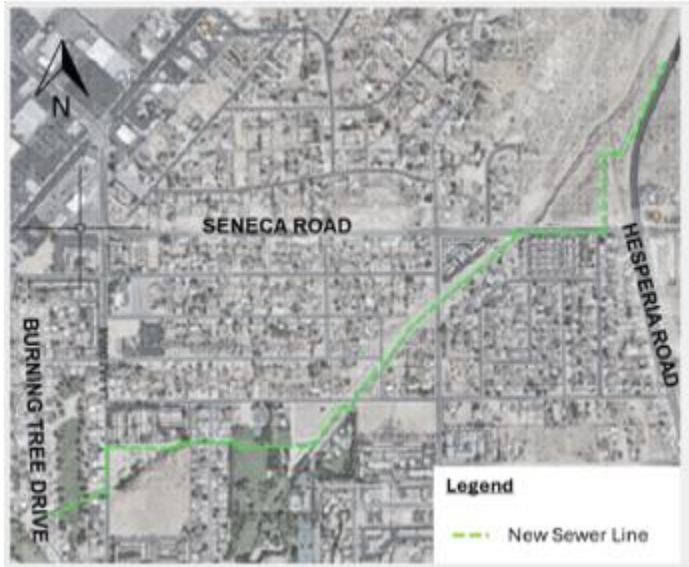 N
SENECA ROAD
HESPERIA ROAD
BURNING TREE DRIVE
Legend
New Sewer Line